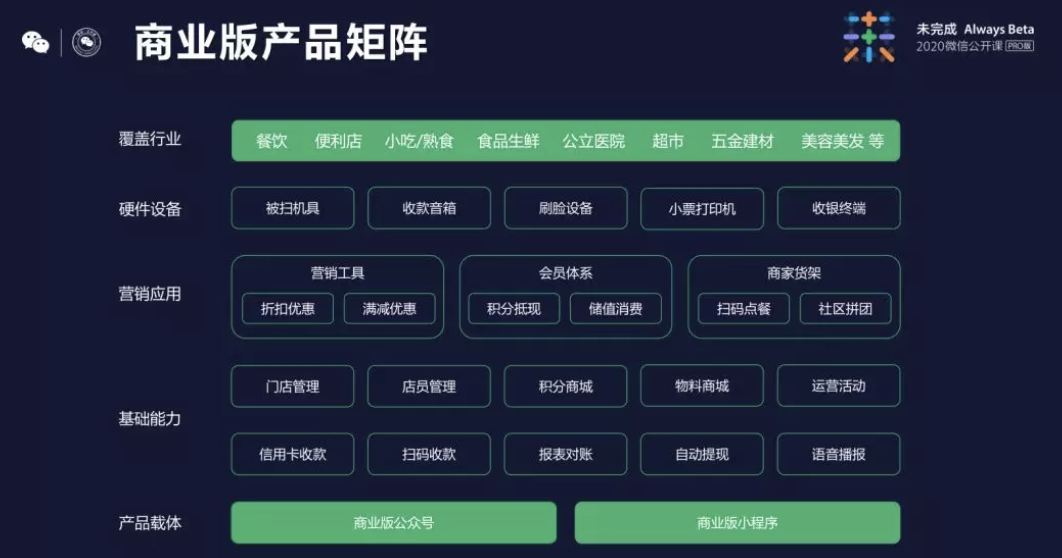 商业版产品矩阵
未完成 Always Beta
2020微信公开课 PRO版
覆盖行业
餐饮 便利店 小吃/熟食 食品生鲜 公立医院 超市 五金建材 美容美发 等
硬件设备
被扫机具 收款音箱 刷脸设备 小票打印机 收银终端
营销应用
营销工具 会员体系 商家货架
折扣优惠 满减优惠 积分抵现 储值消费 扫码点餐 社区拼团
基础能力
门店管理 店员管理 积分商城 物料商城 运营活动
信用卡收款 扫码收款 报表对账 自动提现 语音播报
产品载体
商业版公众号 商业版小程序